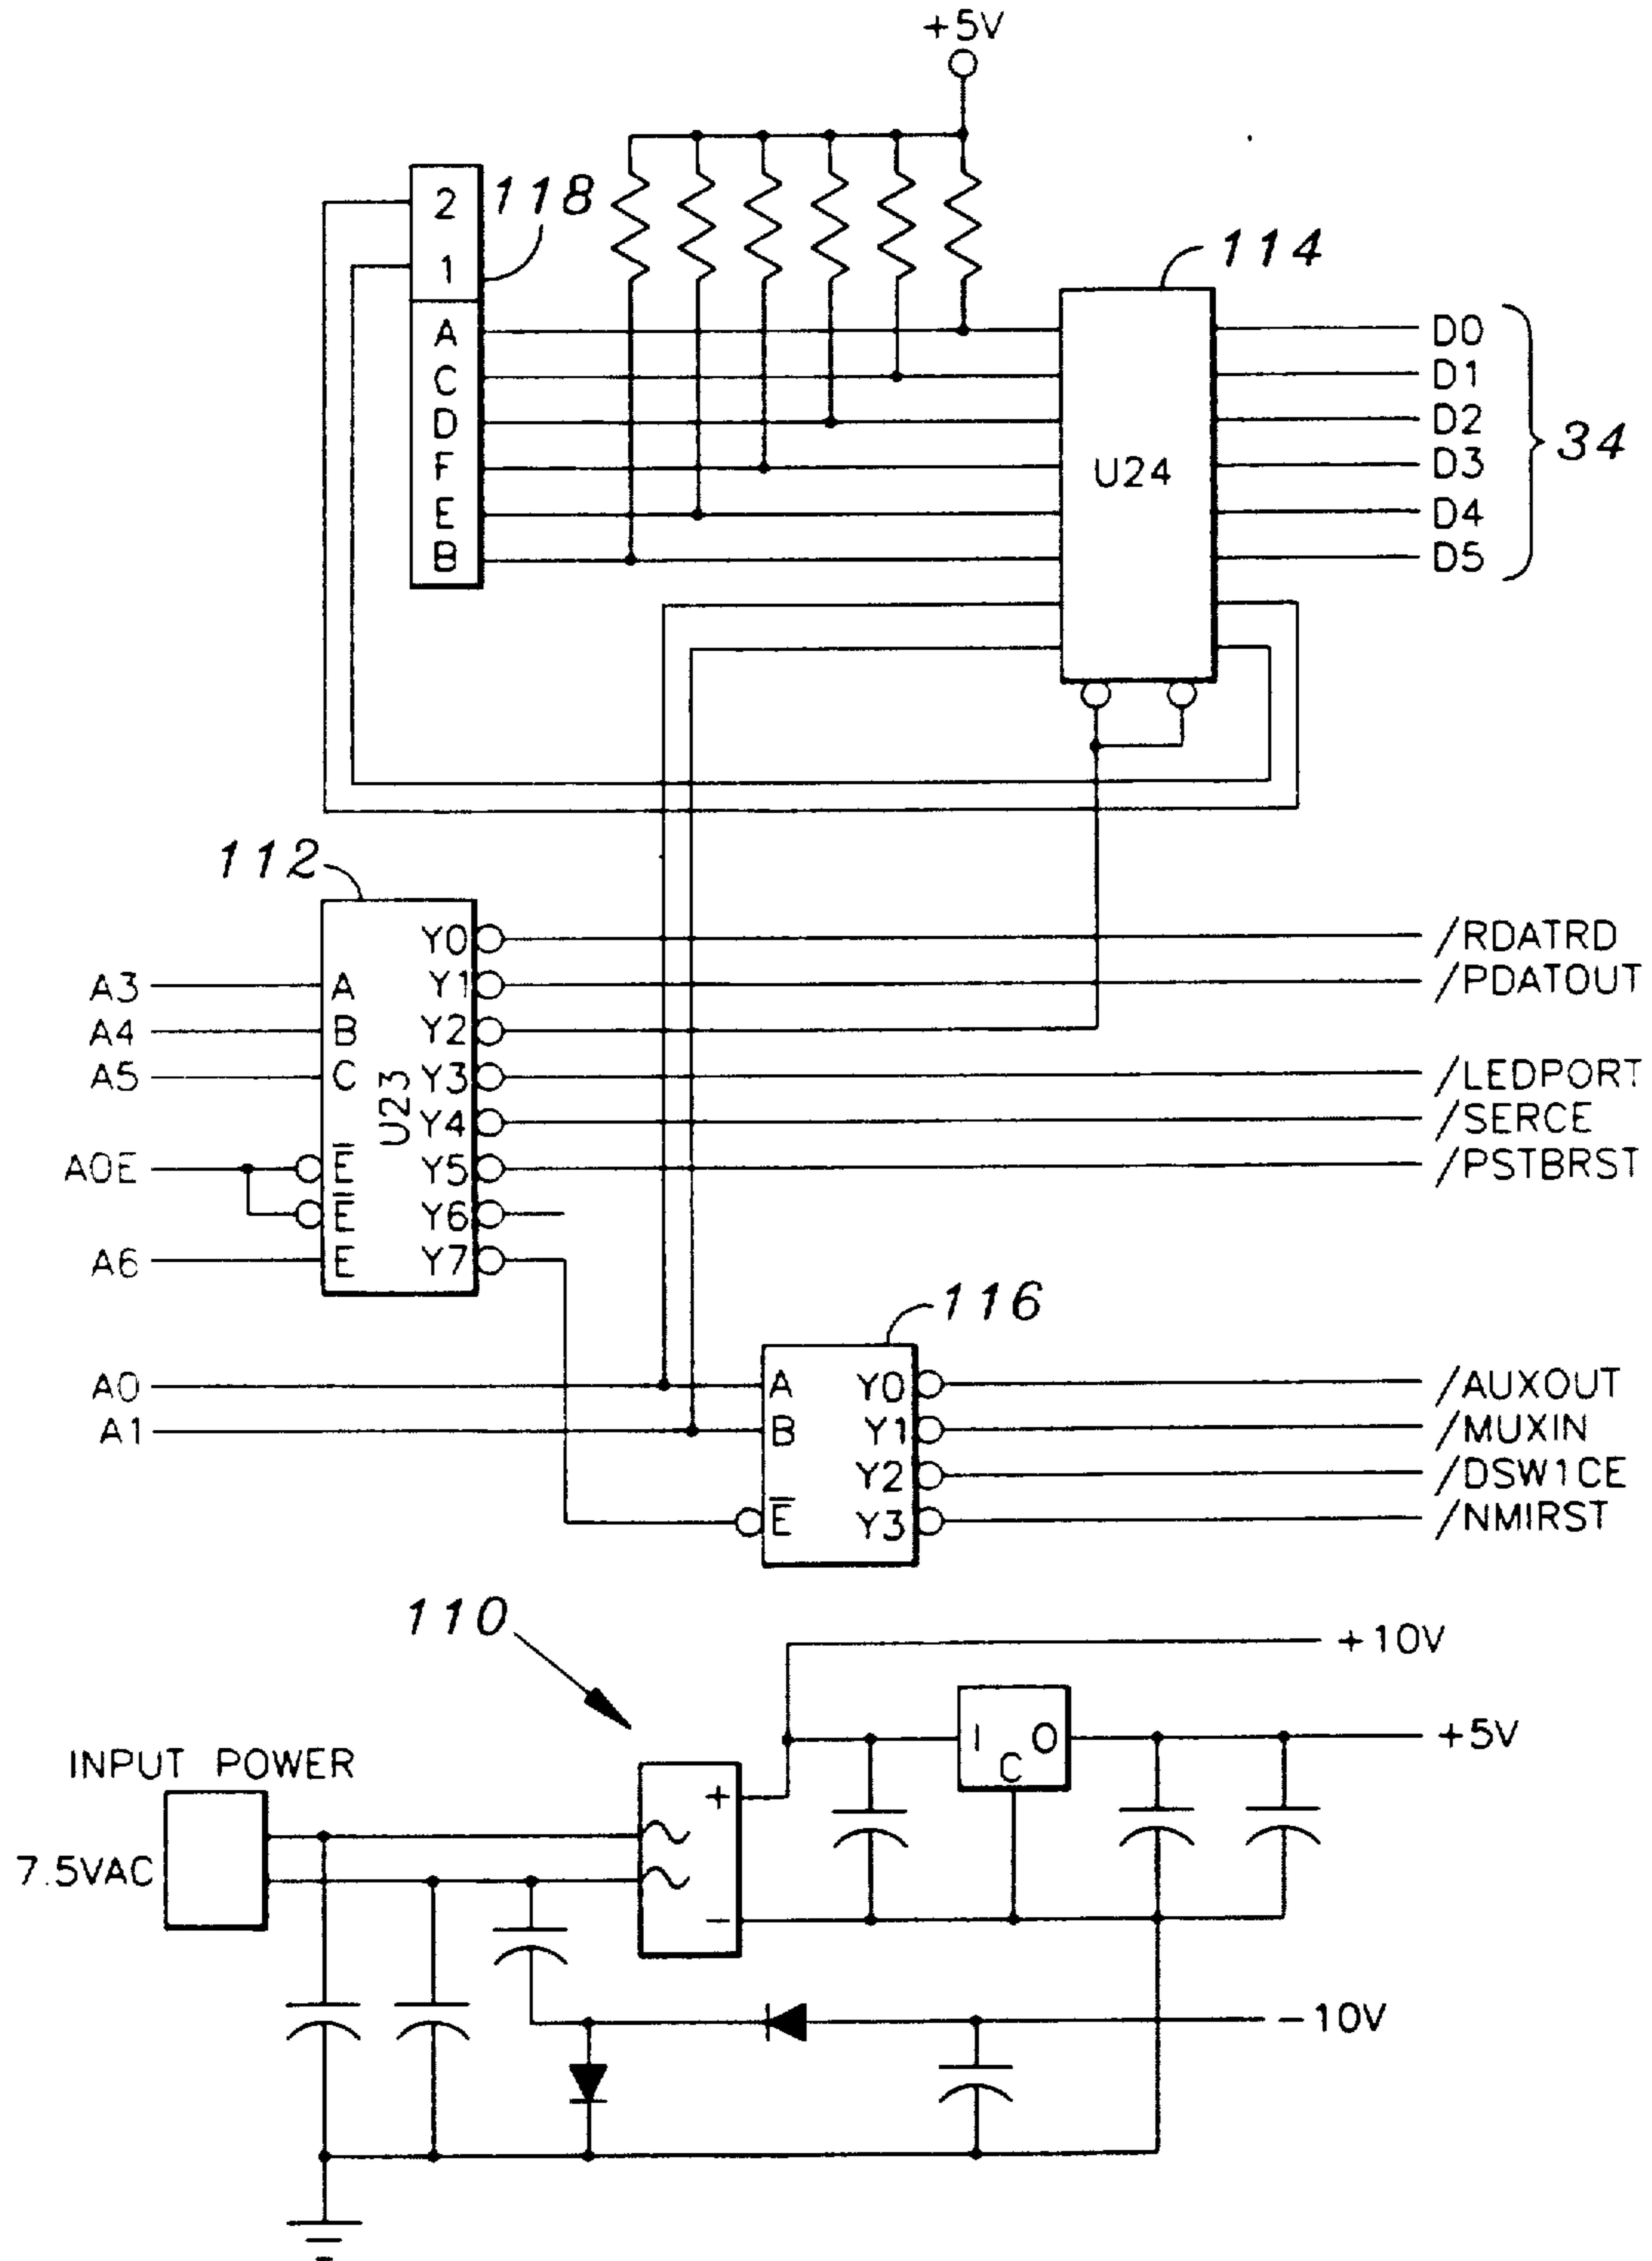 +5V
2
118
1
114
A
D0
C
D1
D
D2
F
D3
34
U24
E
D4
B
D5
112
Y0
/RDATRD
A3
A
Y1
/PDATOUT
A4
B
Y2
A5
C
U23
Y3
/LEDPORT
Y4
/SERCE
A0E
E̅
Y5
/PSTBRST
E̅
Y6
A6
E
Y7
116
A0
A
Y0
/AUXOUT
A1
B
Y1
/MUXIN
Y2
/DSW1CE
E̅
Y3
/NMIRST
110
+10V
I
O
C
+5V
INPUT POWER
7.5VAC
+
-
-10V